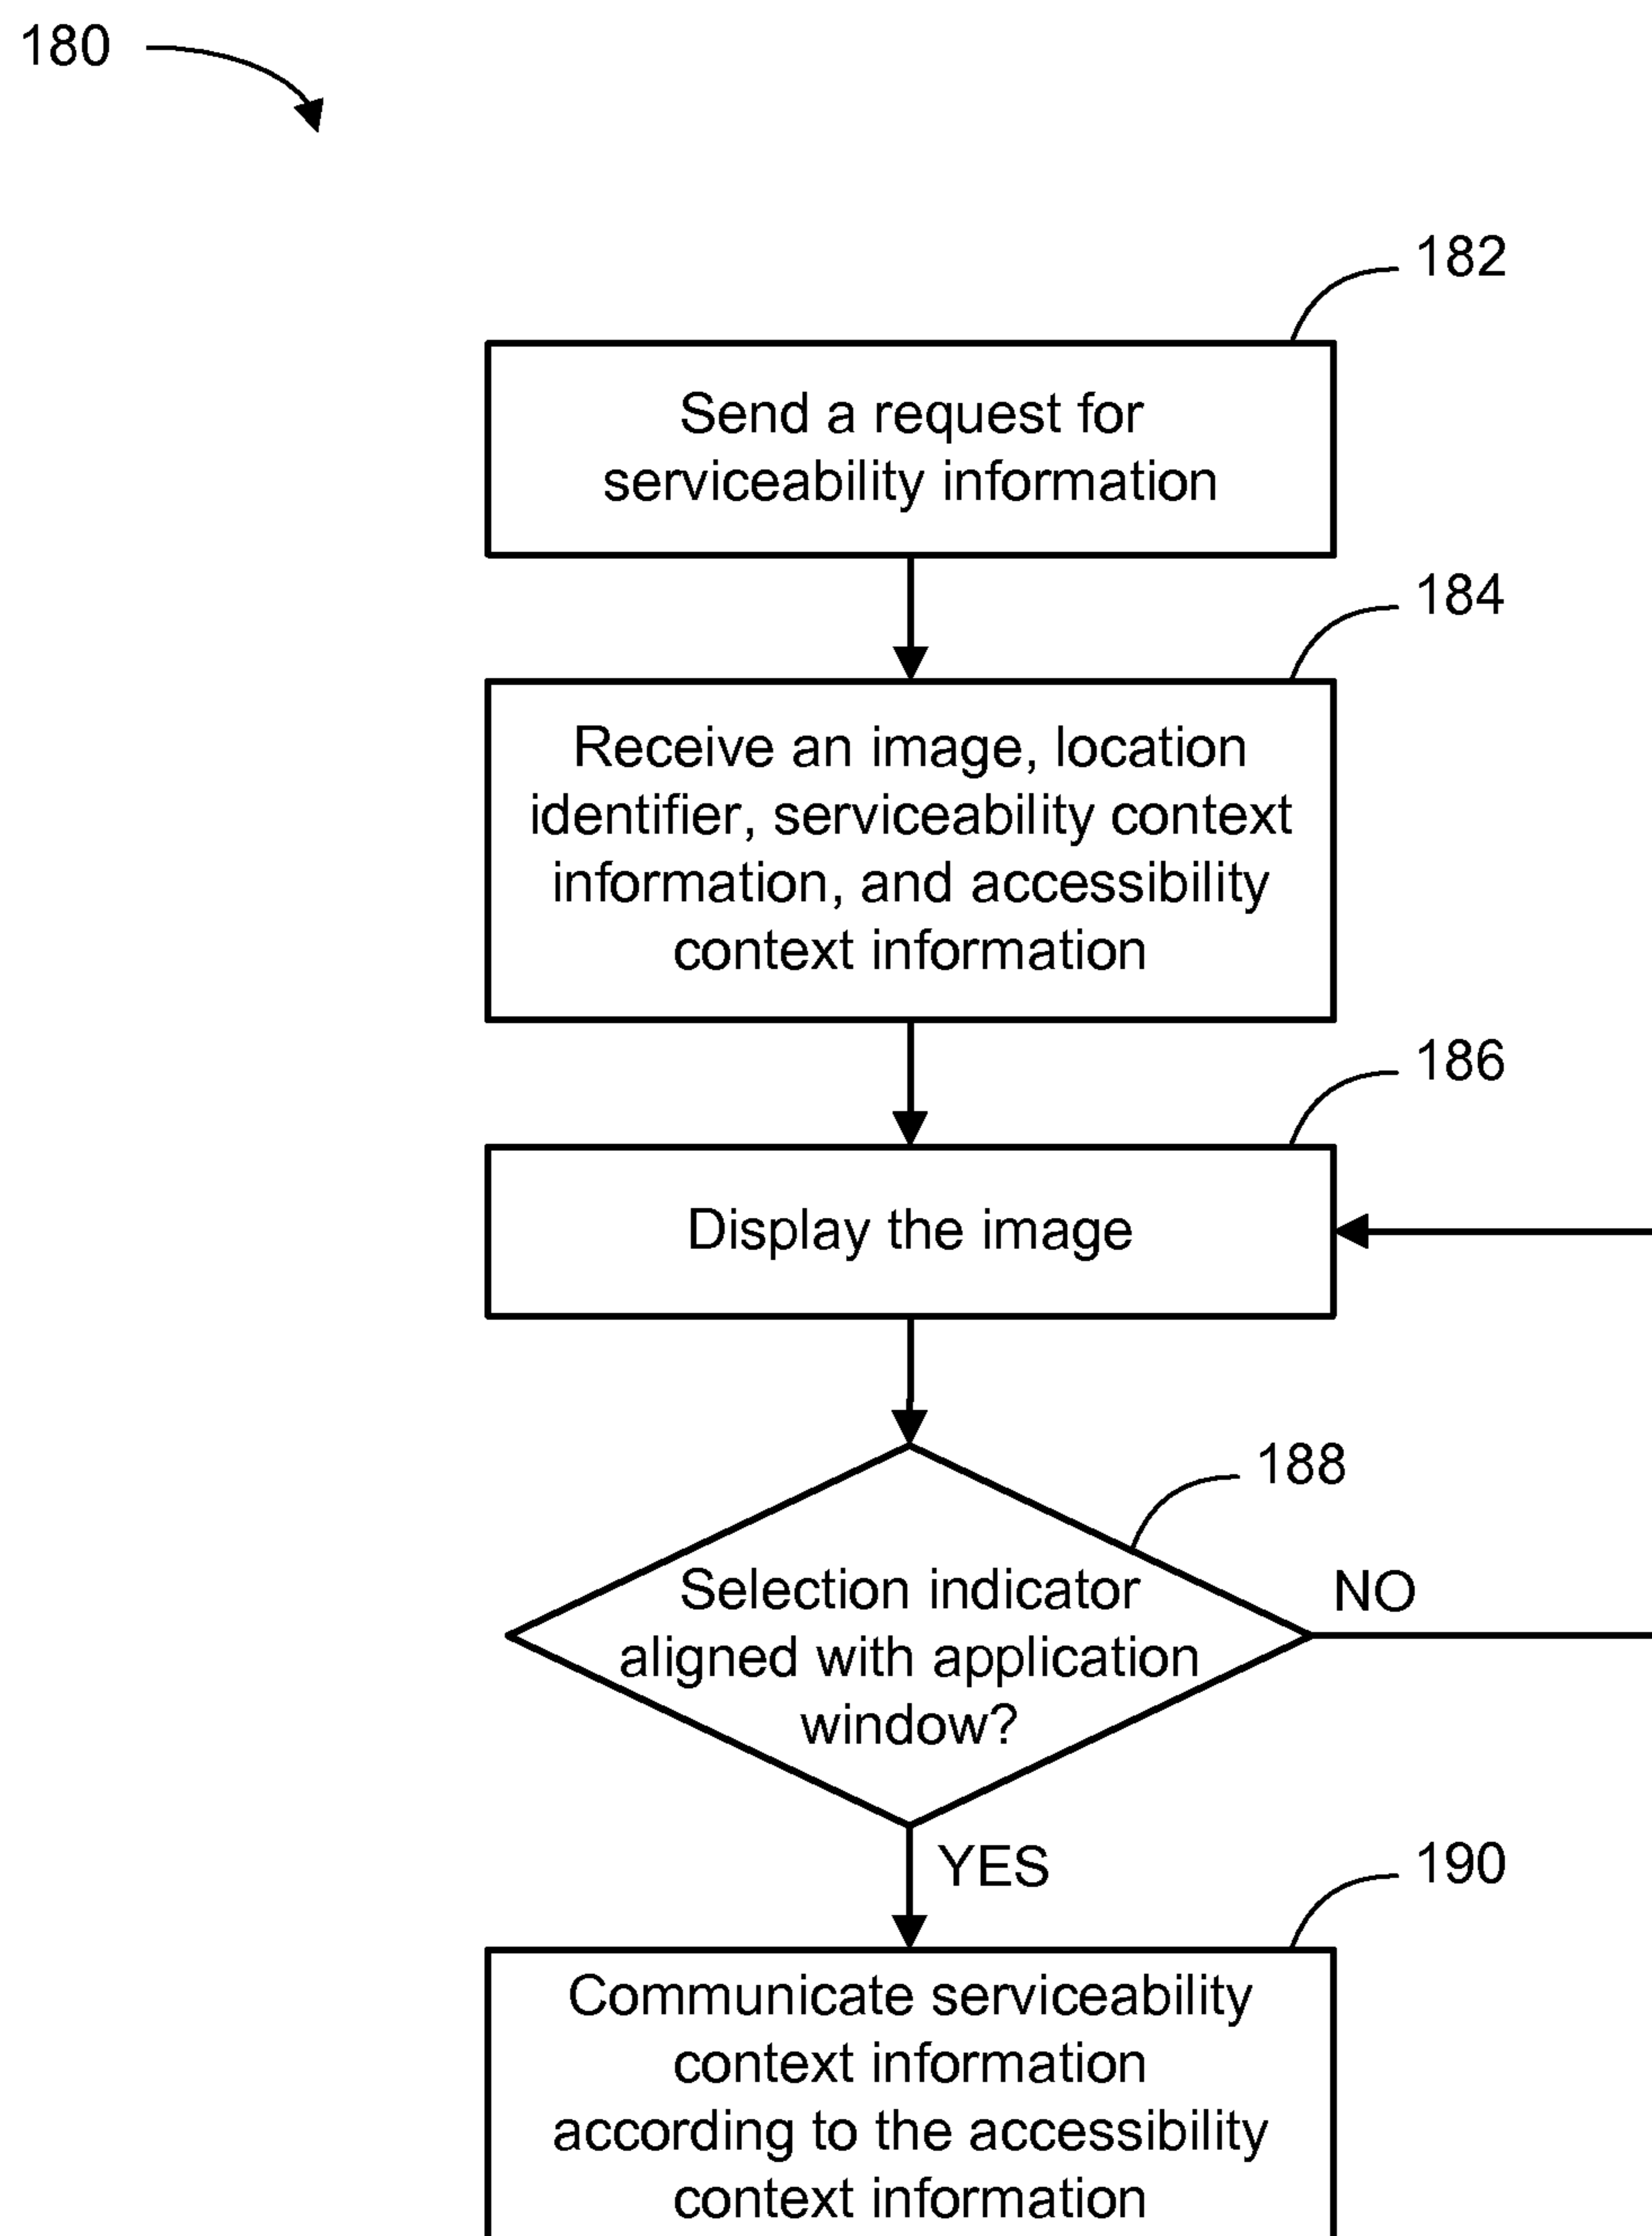 180
182
Send a request for
serviceability information
184
Receive an image, location
identifier, serviceability context
information, and accessibility
context information
186
Display the image
188
Selection indicator
aligned with application
window?
NO
YES
190
Communicate serviceability
context information
according to the accessibility
context information